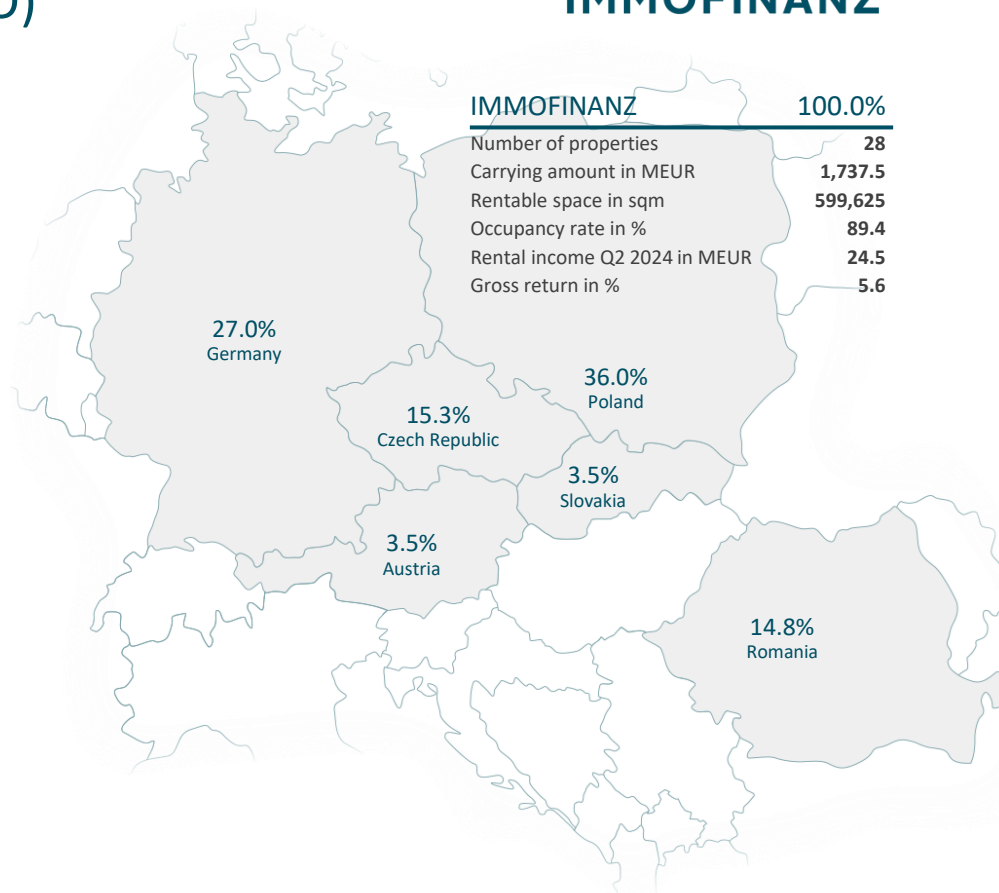 IMMOFINANZ
IMMOFINANZ 100.0%
Number of properties 28
Carrying amount in MEUR 1,737.5
Rentable space in sqm 599,625
Occupancy rate in % 89.4
Rental income Q2 2024 in MEUR 24.5
Gross return in % 5.6
27.0%
Germany
36.0%
Poland
15.3%
Czech Republic
3.5%
Slovakia
3.5%
Austria
14.8%
Romania